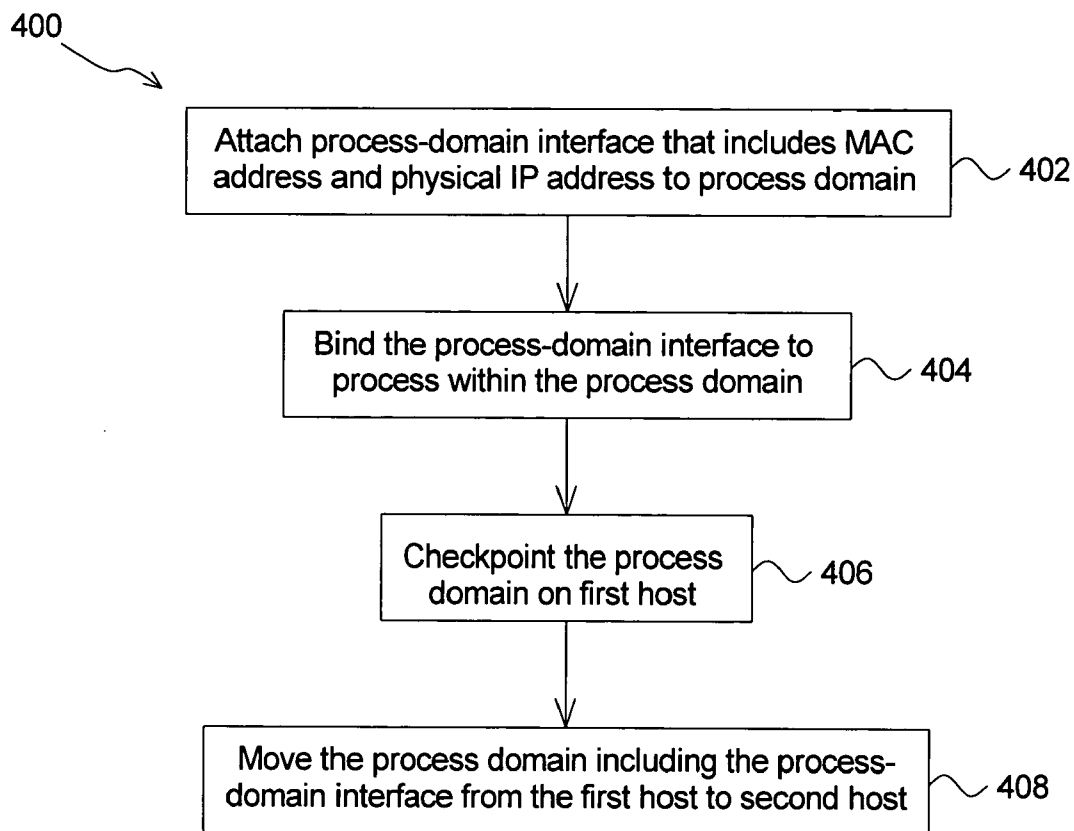 400
Attach process-domain interface that includes MAC
address and physical IP address to process domain
402
Bind the process-domain interface to
process within the process domain
404
Checkpoint the process
domain on first host
406
Move the process domain including the process-
domain interface from the first host to second host
408